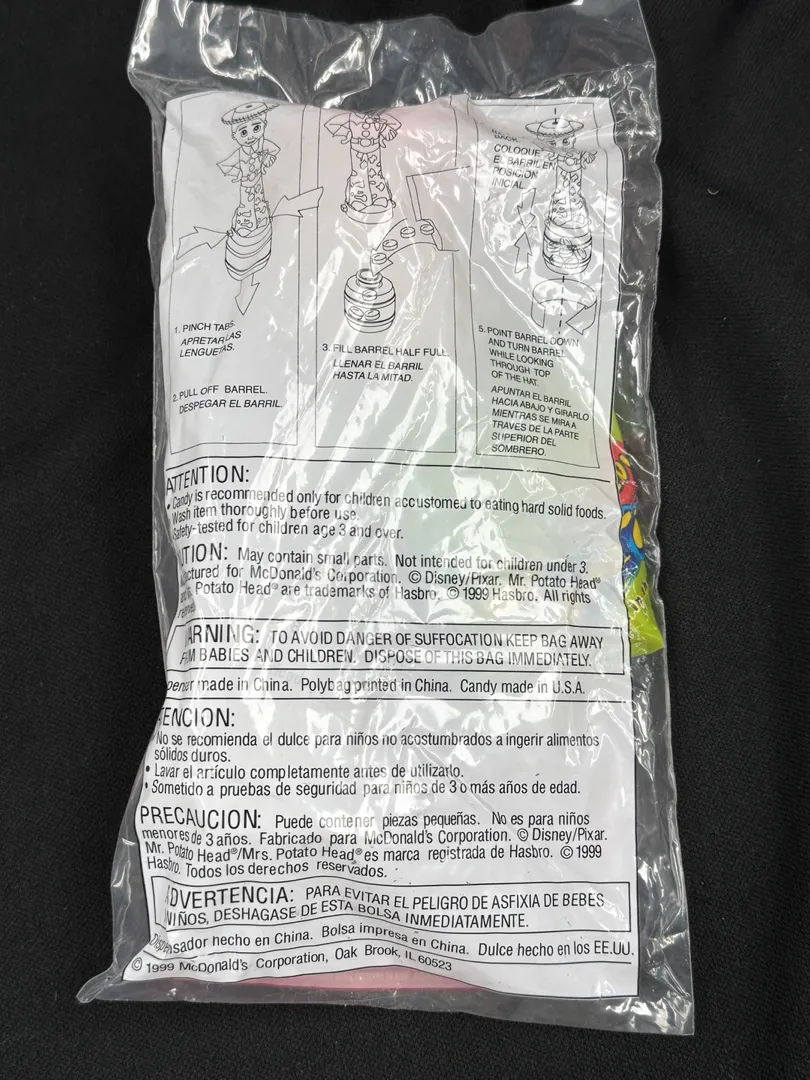 1. PINCH TABS.
APRETAR LAS
LENGUETAS.
2. PULL OFF BARREL.
DESPEGAR EL BARRIL.
3. FILL BARREL HALF FULL
LLENAR EL BARRIL
HASTA LA MITAD.
BACK.
COLOQUE
EL BARRIL EN
POSICION
INICIAL.
5. POINT BARREL DOWN
AND TURN BARREL
WHILE LOOKING
THROUGH TOP
OF THE HAT.
APUNTAR EL BARRIL
HACIA ABAJO Y GIRARLO
MIENTRAS SE MIRA A
TRAVES DE LA PARTE
SUPERIOR DEL
SOMBRERO.
ATTENTION:
• Candy is recommended only for children accustomed to eating hard solid foods.
Wash item thoroughly before use.
Safety-tested for children age 3 and over.
TION: May contain small parts. Not intended for children under 3.
ctured for McDonald's Corporation. © Disney/Pixar. Mr. Potato Head®
Potato Head® are trademarks of Hasbro. © 1999 Hasbro. All rights
ARNING: TO AVOID DANGER OF SUFFOCATION KEEP BAG AWAY
M BABIES AND CHILDREN. DISPOSE OF THIS BAG IMMEDIATELY.
made in China. Polybag printed in China. Candy made in U.S.A.
ENCION:
No se recomienda el dulce para niños no acostumbrados a ingerir alimentos
sólidos duros.
• Lavar el artículo completamente antes de utilizarlo.
• Sometido a pruebas de seguridad para niños de 3 o más años de edad.
PRECAUCION: Puede contener piezas pequeñas. No es para niños
menores de 3 años. Fabricado para McDonald's Corporation. © Disney/Pixar.
Mr. Potato Head®/Mrs. Potato Head® es marca registrada de Hasbro. © 1999
Hasbro. Todos los derechos reservados.
ADVERTENCIA: PARA EVITAR EL PELIGRO DE ASFIXIA DE BEBES
NIÑOS, DESHAGASE DE ESTA BOLSA INMEDIATAMENTE.
Dispensador hecho en China. Bolsa impresa en China. Dulce hecho en los EE.UU.
© 1999 McDonald's Corporation, Oak Brook, IL 60523